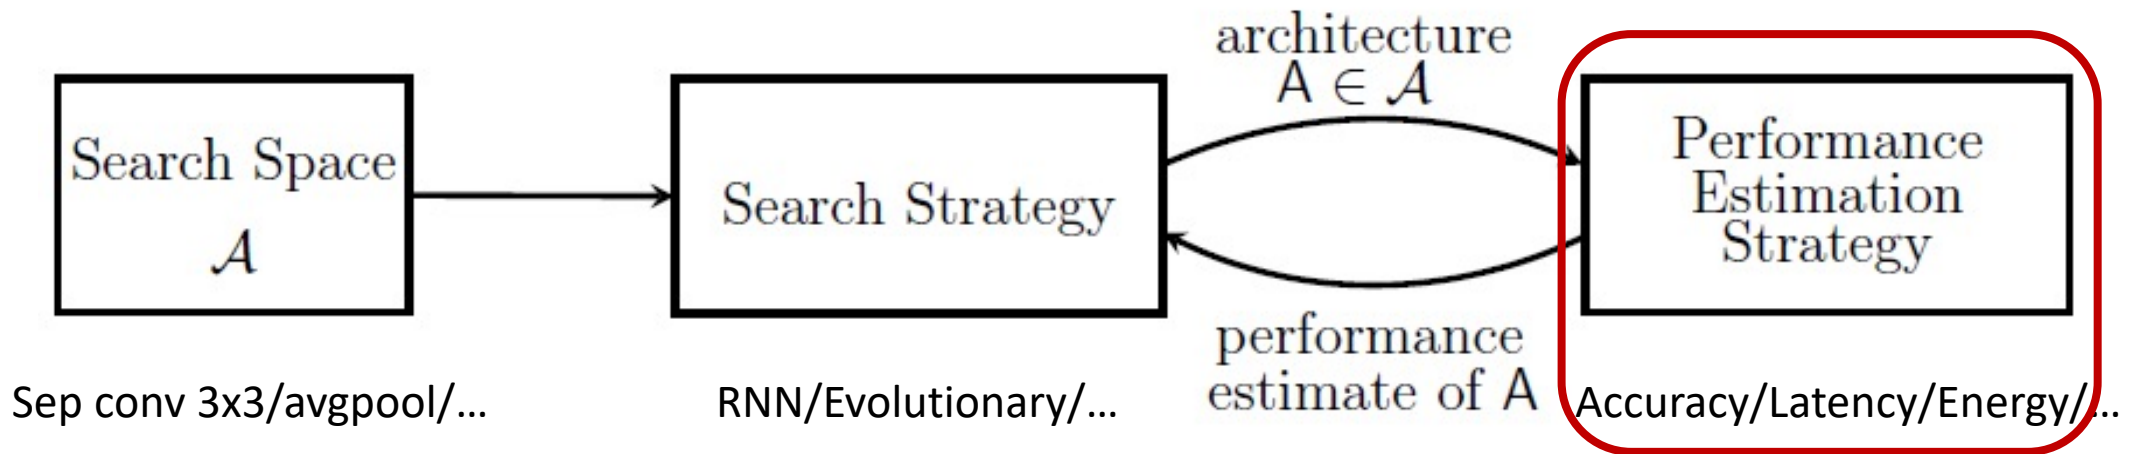 Search Space
𝒜
Sep conv 3x3/avgpool/...
Search Strategy
RNN/Evolutionary/...
architecture
A ∈ 𝒜
performance
estimate of A
Performance
Estimation
Strategy
Accuracy/Latency/Energy/...